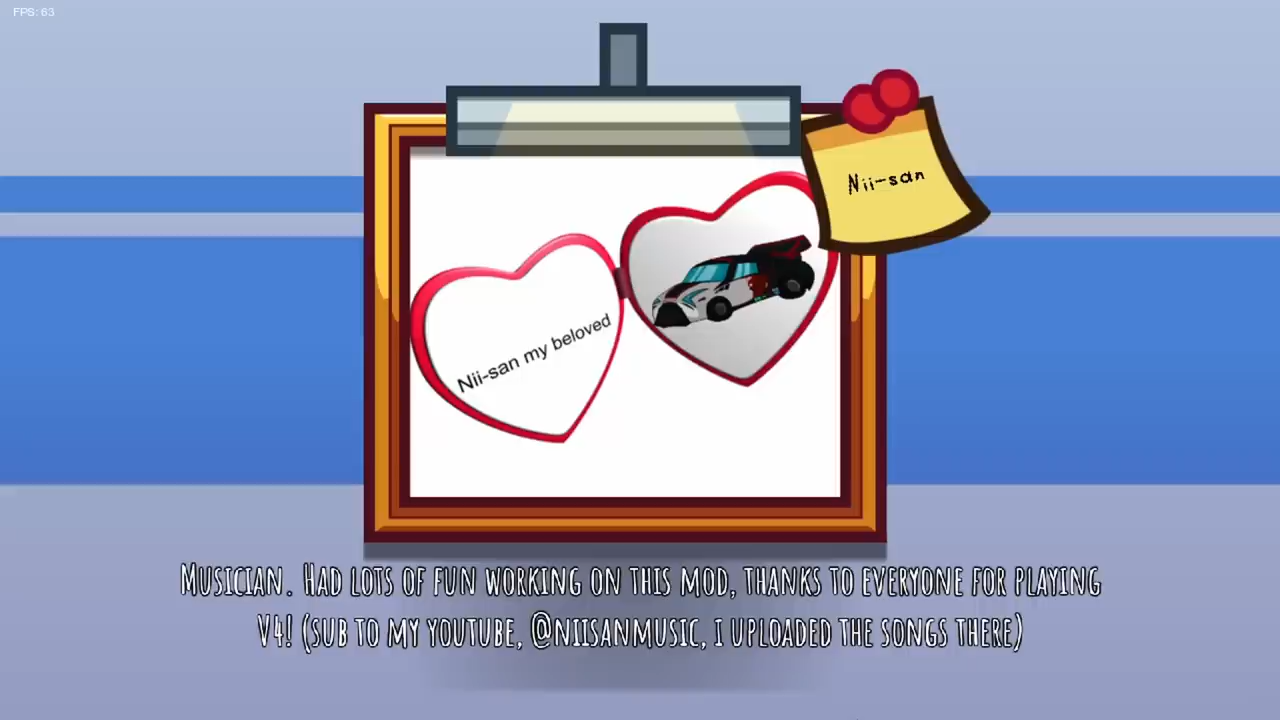 FPS: 63
Nii-san
Nii-san my beloved
MUSICIAN. HAD LOTS OF FUN WORKING ON THIS MOD, THANKS TO EVERYONE FOR PLAYING
V4! (SUB TO MY YOUTUBE, @NIISANMUSIC, I UPLOADED THE SONGS THERE)